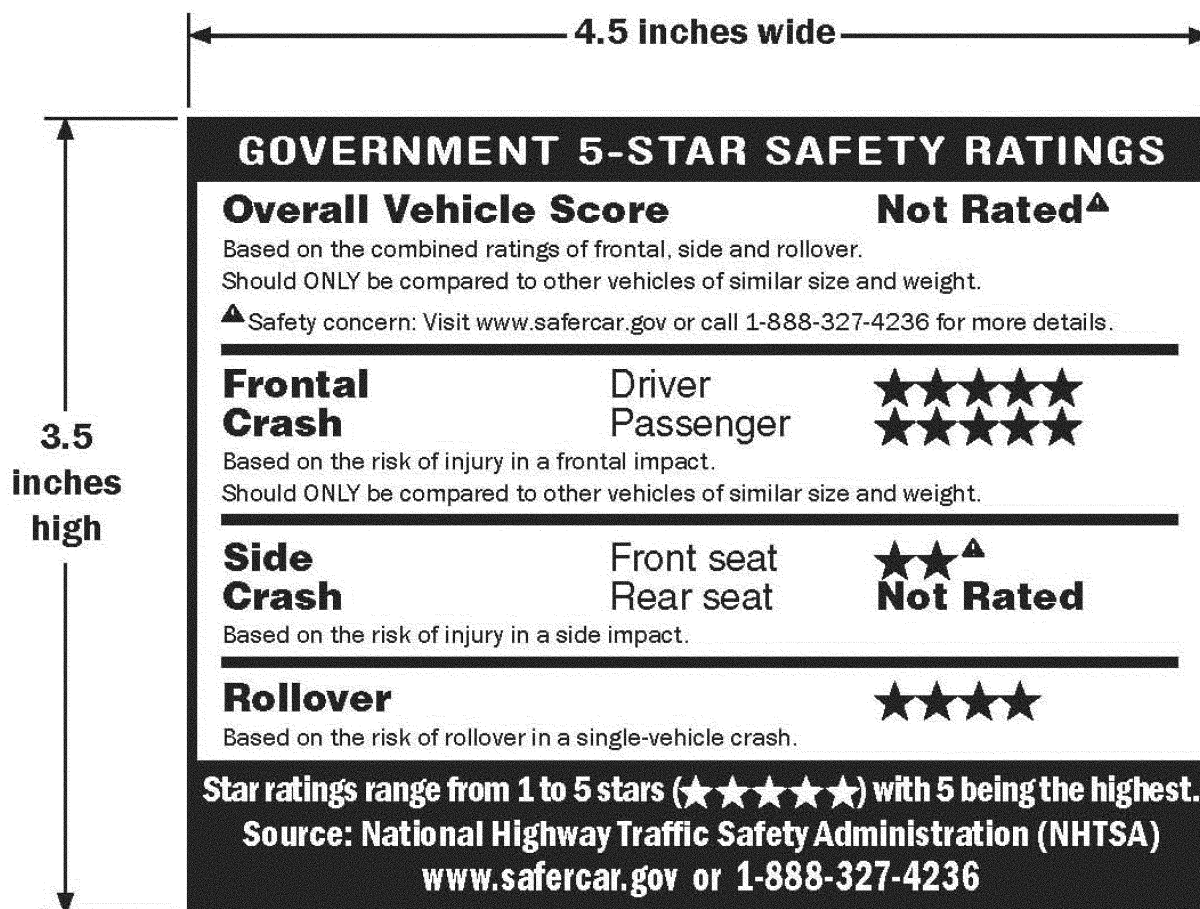 4.5 inches wide
GOVERNMENT 5-STAR SAFETY RATINGS
Overall Vehicle Score Not Rated⚠
Based on the combined ratings of frontal, side and rollover.
Should ONLY be compared to other vehicles of similar size and weight.
⚠Safety concern: Visit www.safercar.gov or call 1-888-327-4236 for more details.
Frontal Driver ★★★★★
Crash Passenger ★★★★★
Based on the risk of injury in a frontal impact.
Should ONLY be compared to other vehicles of similar size and weight.
3.5
inches
high
Side Front seat ★★⚠
Crash Rear seat Not Rated
Based on the risk of injury in a side impact.
Rollover ★★★★
Based on the risk of rollover in a single-vehicle crash.
Star ratings range from 1 to 5 stars (★★★★★) with 5 being the highest.
Source: National Highway Traffic Safety Administration (NHTSA)
www.safercar.gov or 1-888-327-4236